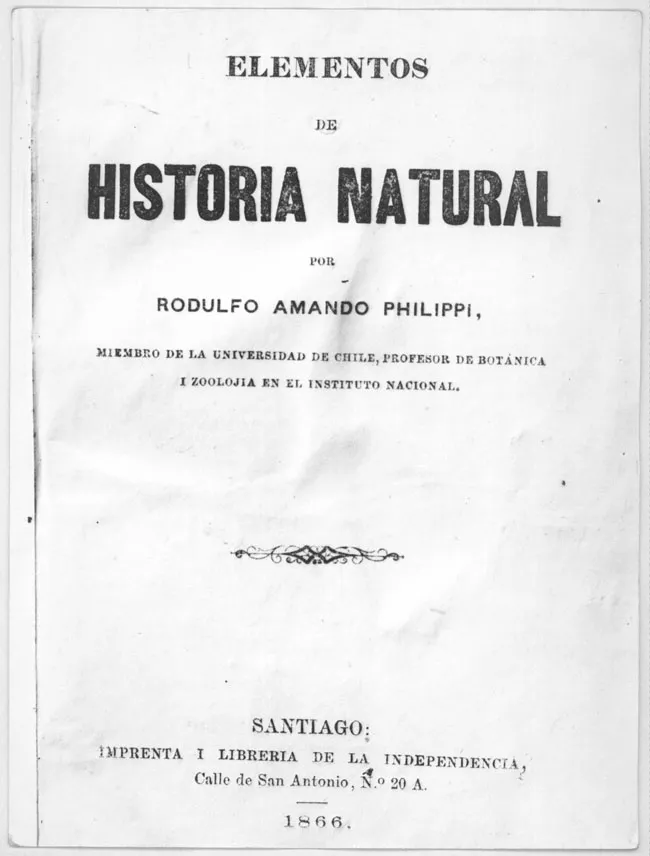 ELEMENTOS
DE
HISTORIA NATURAL
POR
RODULFO AMANDO PHILIPPI,
MIEMBRO DE LA UNIVERSIDAD DE CHILE, PROFESOR DE BOTÁNICA
I ZOOLOJIA EN EL INSTITUTO NACIONAL.
SANTIAGO:
IMPRENTA I LIBRERIA DE LA INDEPENDENCIA,
Calle de San Antonio, N.º 20 A.
1866.